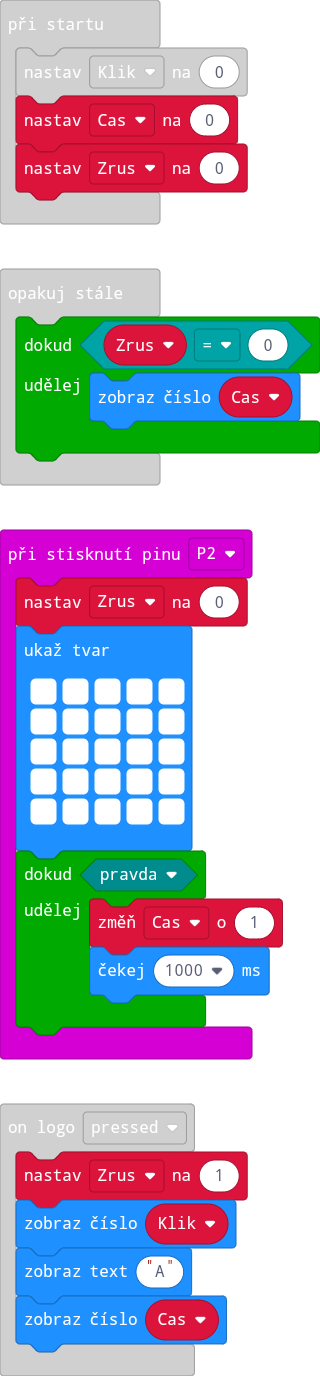 při startu
nastav Klik na 0
nastav Cas na 0
nastav Zrus na 0
opakuj stále
dokud Zrus = 0
udělej
zobraz číslo Cas
při stisknutí pinu P2
nastav Zrus na 0
ukaž tvar
dokud pravda
udělej
změň Cas o 1
čekej 1000 ms
on logo pressed
nastav Zrus na 1
zobraz číslo Klik
zobraz text "A"
zobraz číslo Cas